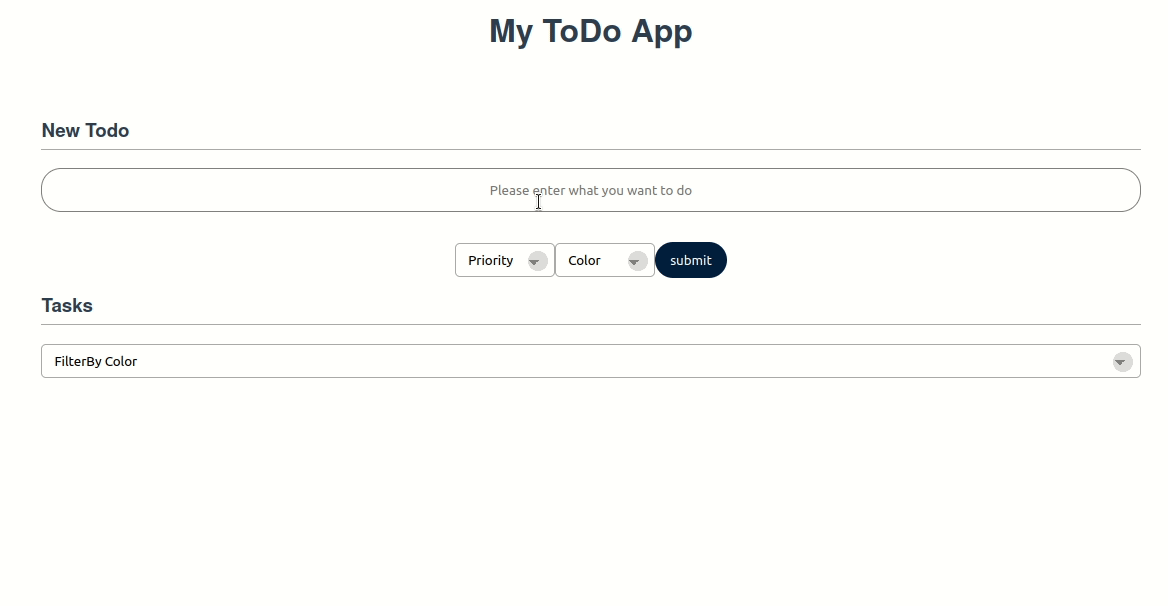 My ToDo App
New Todo
Please enter what you want to do
Priority Color submit
Tasks
FilterBy Color